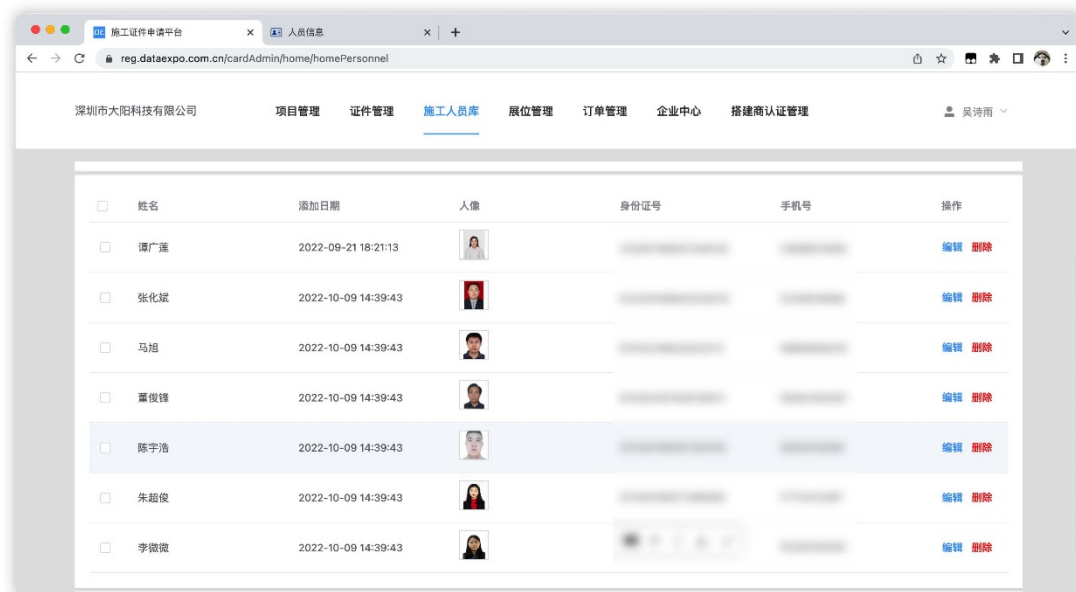 DE 施工证件申请平台 × 人员信息 × +
reg.dataexpo.com.cn/cardAdmin/home/homePersonnel
深圳市大阳科技有限公司 项目管理 证件管理 施工人员库 展位管理 订单管理 企业中心 搭建商认证管理 吴诗雨
姓名 添加日期 人像 身份证号 手机号 操作
谭广莲 2022-09-21 18:21:13 编辑 删除
张化斌 2022-10-09 14:39:43 编辑 删除
马旭 2022-10-09 14:39:43 编辑 删除
董俊锋 2022-10-09 14:39:43 编辑 删除
陈宇浩 2022-10-09 14:39:43 编辑 删除
朱超俊 2022-10-09 14:39:43 编辑 删除
李微微 2022-10-09 14:39:43 编辑 删除